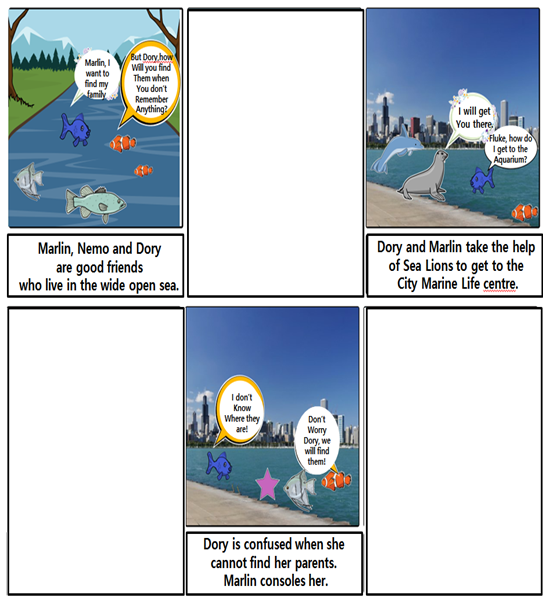 Marlin, I
want to
find my
family
But Dory,how
Will you find
Them when
You don't
Remember
Anything?
Marlin, Nemo and Dory
are good friends
who live in the wide open sea.
I will get
You there.
Fluke, how do
I get to the
Aquarium?
Dory and Marlin take the help
of Sea Lions to get to the
City Marine Life centre.
I don't
Know
Where they
are!
Don't
Worry
Dory, we
will find
them!
Dory is confused when she
cannot find her parents.
Marlin consoles her.